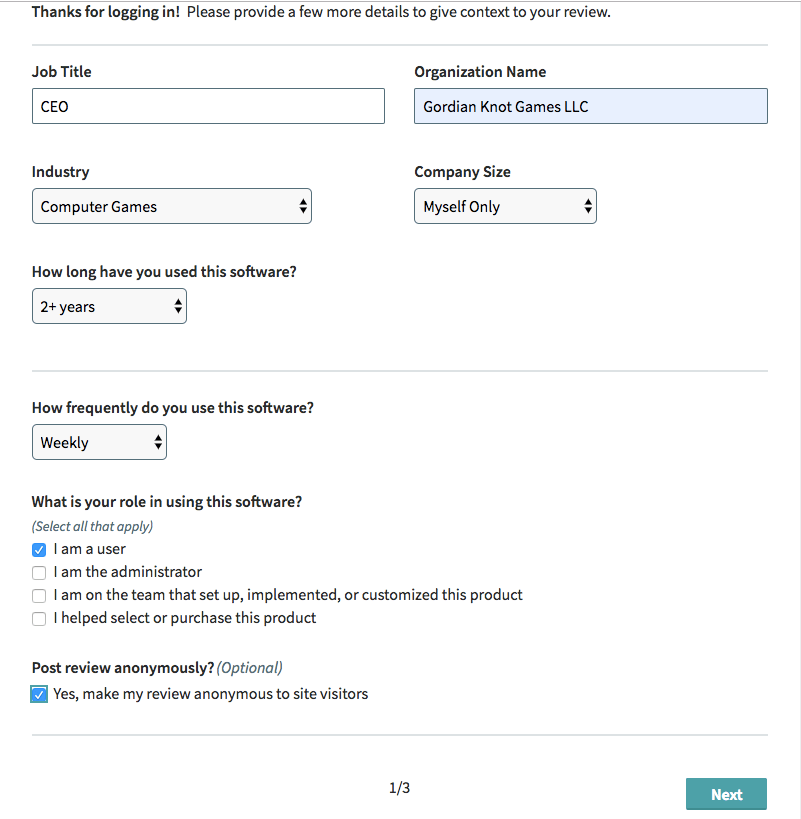 Thanks for logging in! Please provide a few more details to give context to your review.
Job Title
Organization Name
CEO
Gordian Knot Games LLC
Industry
Company Size
Computer Games
Myself Only
How long have you used this software?
2+ years
How frequently do you use this software?
Weekly
What is your role in using this software?
(Select all that apply)
I am a user
I am the administrator
I am on the team that set up, implemented, or customized this product
I helped select or purchase this product
Post review anonymously? (Optional)
Yes, make my review anonymous to site visitors
1/3
Next